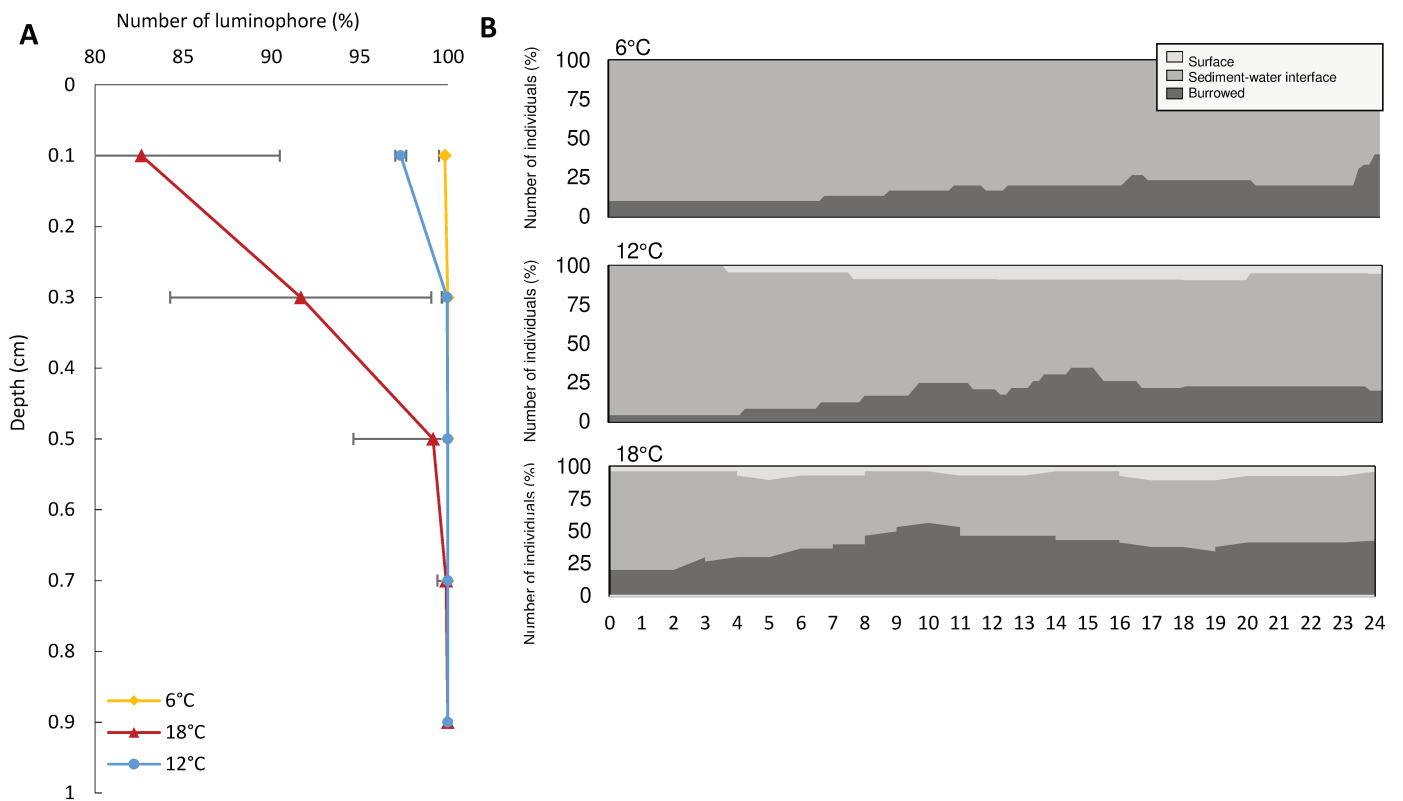 A
Number of luminophore (%)
80 85 90 95 100
0
0.1
0.2
0.3
0.4
0.5
0.6
0.7
0.8
0.9
1
Depth (cm)
6°C
18°C
12°C
B
6°C
Number of individuals (%)
100
75
50
25
0
Surface
Sediment-water interface
Burrowed
12°C
Number of individuals (%)
100
75
50
25
0
18°C
Number of individuals (%)
100
75
50
25
0
0 1 2 3 4 5 6 7 8 9 10 11 12 13 14 15 16 17 18 19 20 21 22 23 24